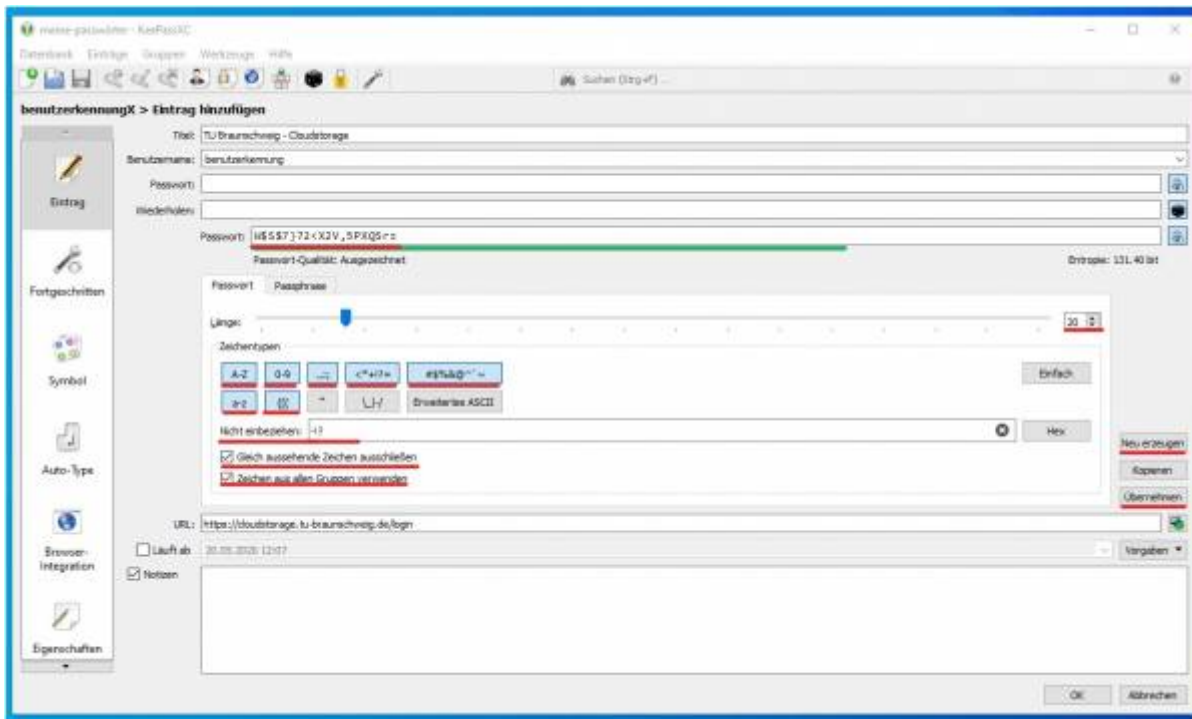 meine-passwörter - KeePassXC
Datenbank Einträge Gruppen Werkzeuge Hilfe
Suchen (Strg+F) ...
benutzerkennungX > Eintrag hinzufügen
Titel: TU Braunschweig - Cloudstorage
Benutzername: benutzerkennung
Eintrag
Passwort:
Wiederholen:
Passwort:
Passwort-Qualität: Ausgezeichnet
Entropie: 131.40 bit
Fortgeschritten
Passwort Passphrase
Länge: 20
Zeichentypen
A-Z 0-9
Einfach
Symbol
a-z Erweitertes ASCII
Nicht einbeziehen:
Hex
Gleich aussehende Zeichen ausschließen
Neu erzeugen
Auto-Type
Zeichen aus allen Gruppen verwenden
Kopieren
Übernehmen
URL: https://cloudstorage.tu-braunschweig.de/login
Browser-Integration
Läuft ab
Vorgaben
Notizen
Eigenschaften
OK Abbrechen